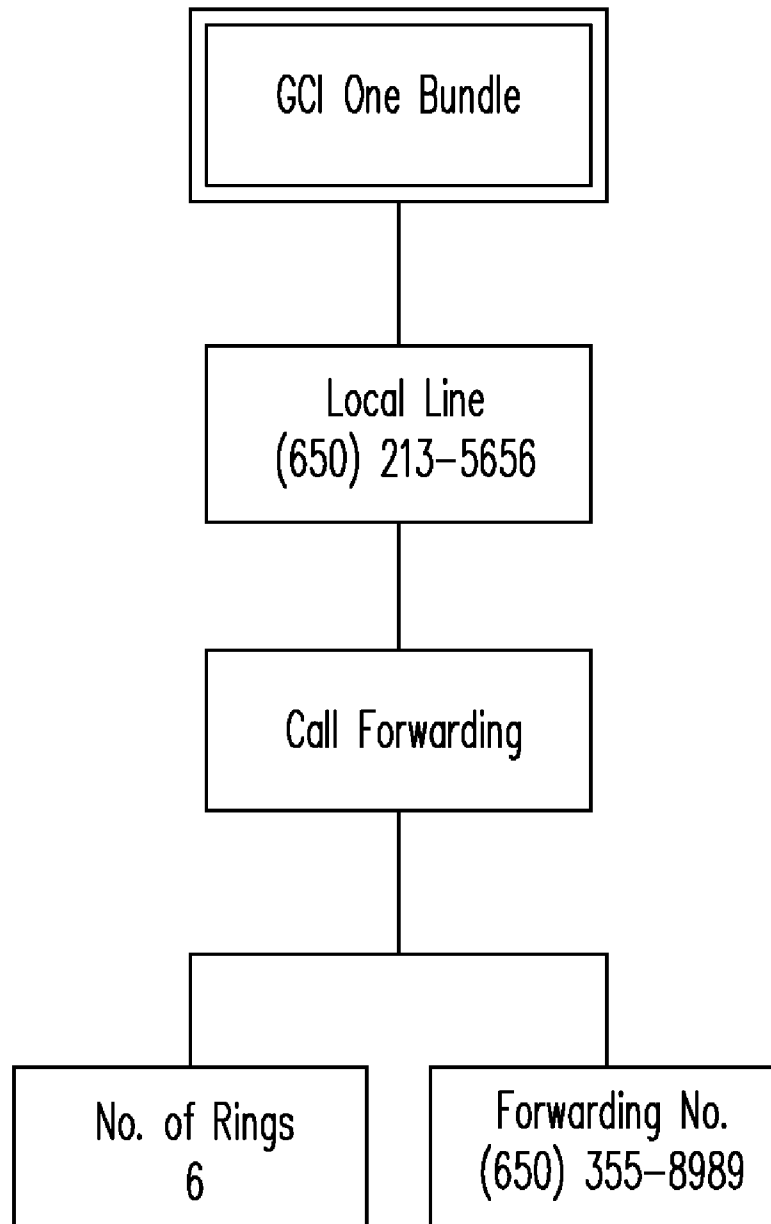 GCI One Bundle
Local Line
(650) 213-5656
Call Forwarding
No. of Rings
6
Forwarding No.
(650) 355-8989